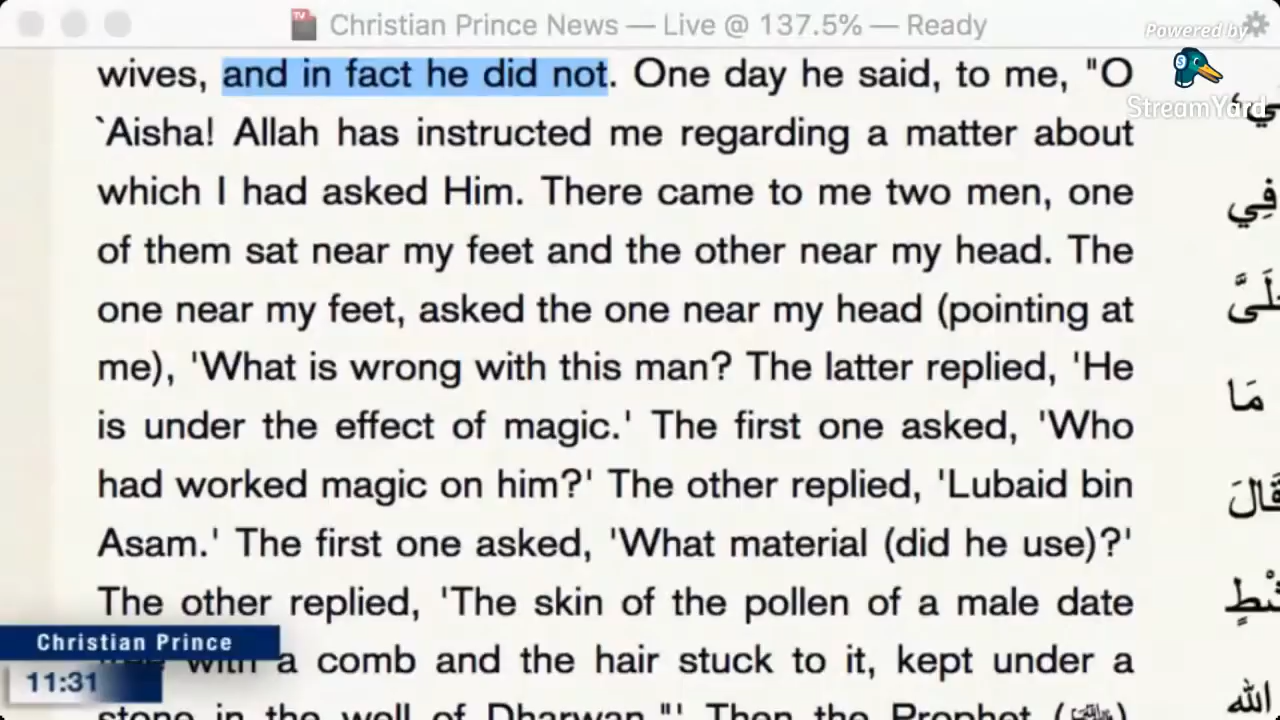 Christian Prince News — Live @ 137.5% — Ready
Powered by
StreamYard
wives, and in fact he did not. One day he said, to me, "O
`Aisha! Allah has instructed me regarding a matter about
which I had asked Him. There came to me two men, one
of them sat near my feet and the other near my head. The
one near my feet, asked the one near my head (pointing at
me), 'What is wrong with this man? The latter replied, 'He
is under the effect of magic.' The first one asked, 'Who
had worked magic on him?' The other replied, 'Lubaid bin
Asam.' The first one asked, 'What material (did he use)?'
The other replied, 'The skin of the pollen of a male date
with a comb and the hair stuck to it, kept under a
stone in the well of Dharwan."' Then the Prophet (ﷺ)
فِي
مَا
الله
Christian Prince
11:31